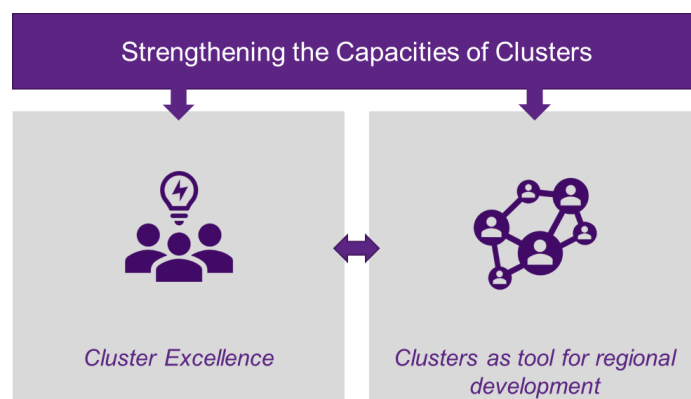 Strengthening the Capacities of Clusters
Cluster Excellence
Clusters as tool for regional
development